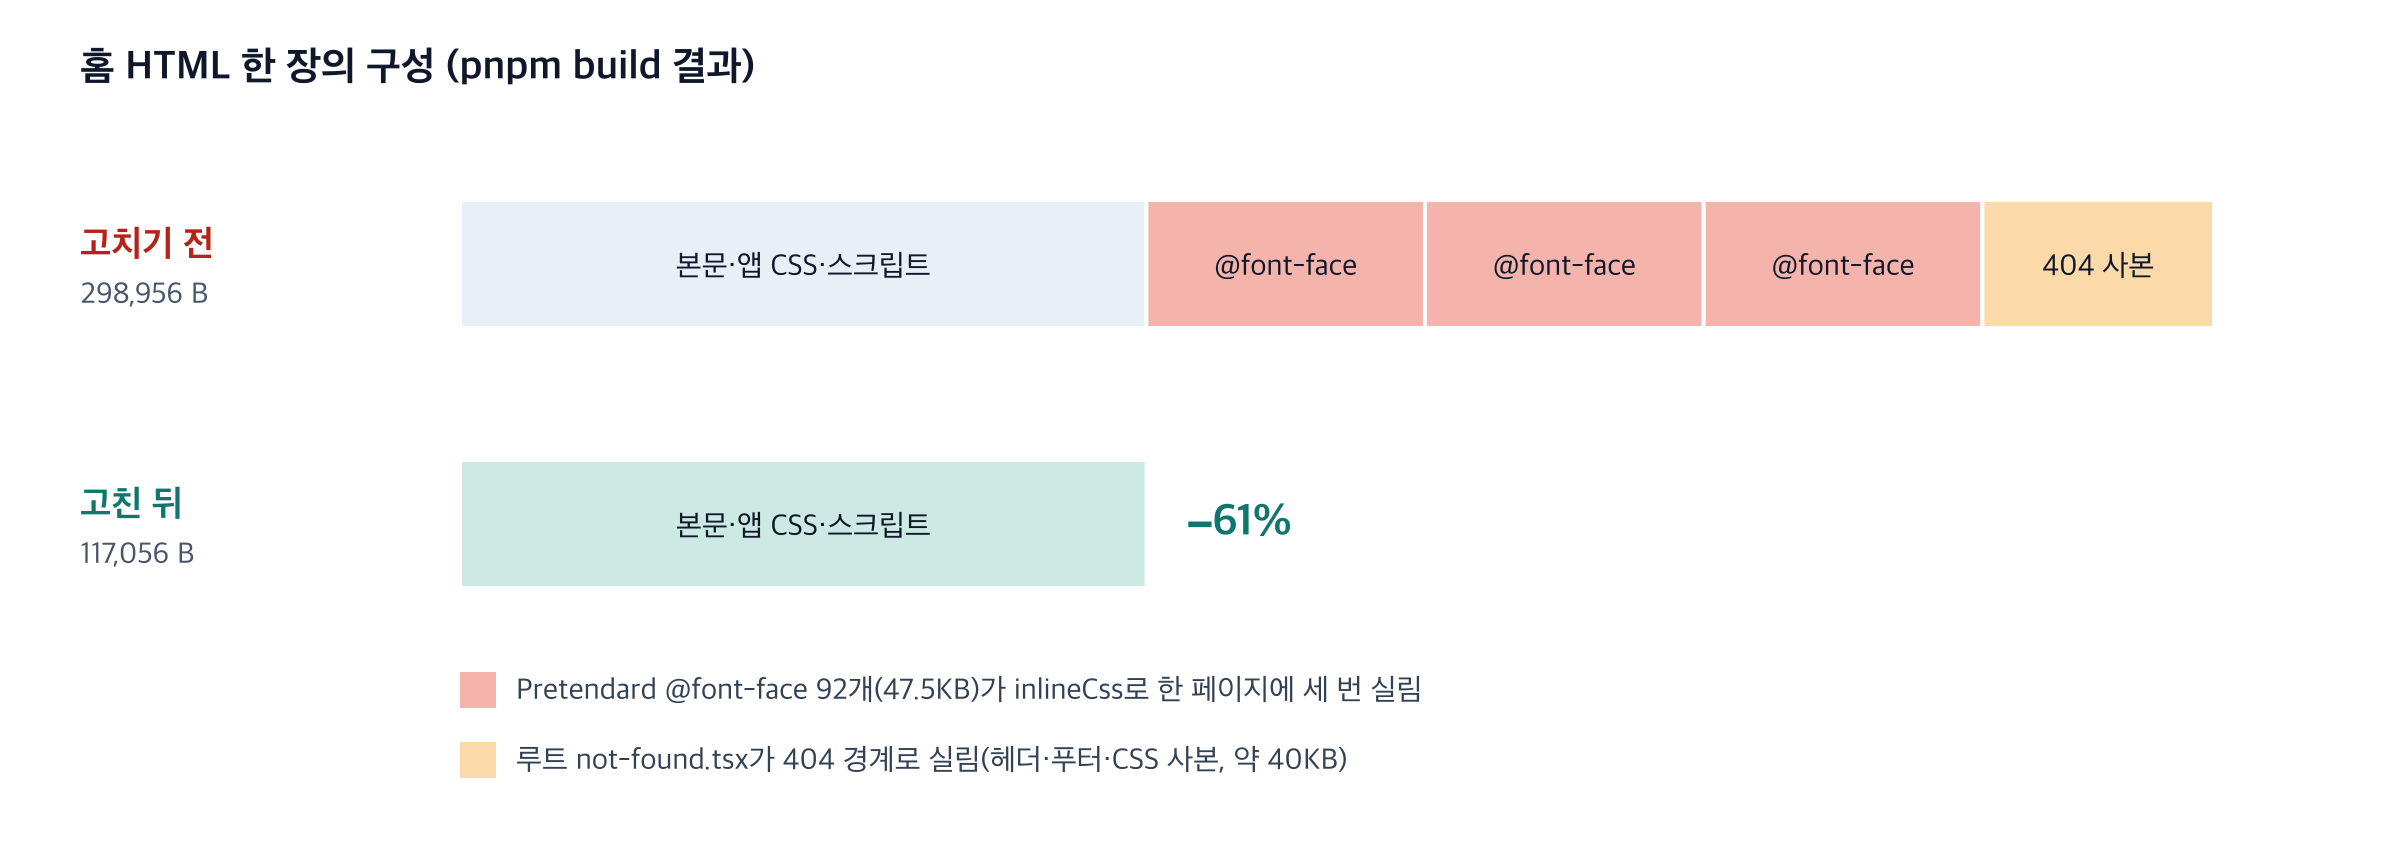 홈 HTML 한 장의 구성 (pnpm build 결과)
고치기 전
298,956 B
본문·앱 CSS·스크립트
@font-face
@font-face
@font-face
404 사본
고친 뒤
117,056 B
본문·앱 CSS·스크립트
–61%
Pretendard @font-face 92개(47.5KB)가 inlineCss로 한 페이지에 세 번 실림
루트 not-found.tsx가 404 경계로 실림(헤더·푸터·CSS 사본, 약 40KB)